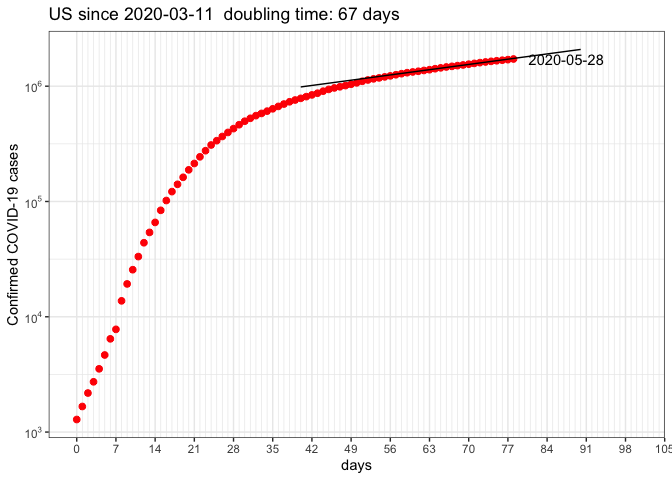 US since 2020-03-11 doubling time: 67 days
Confirmed COVID-19 cases
10^6
10^5
10^4
10^3
2020-05-28
0 7 14 21 28 35 42 49 56 63 70 77 84 91 98 105
days